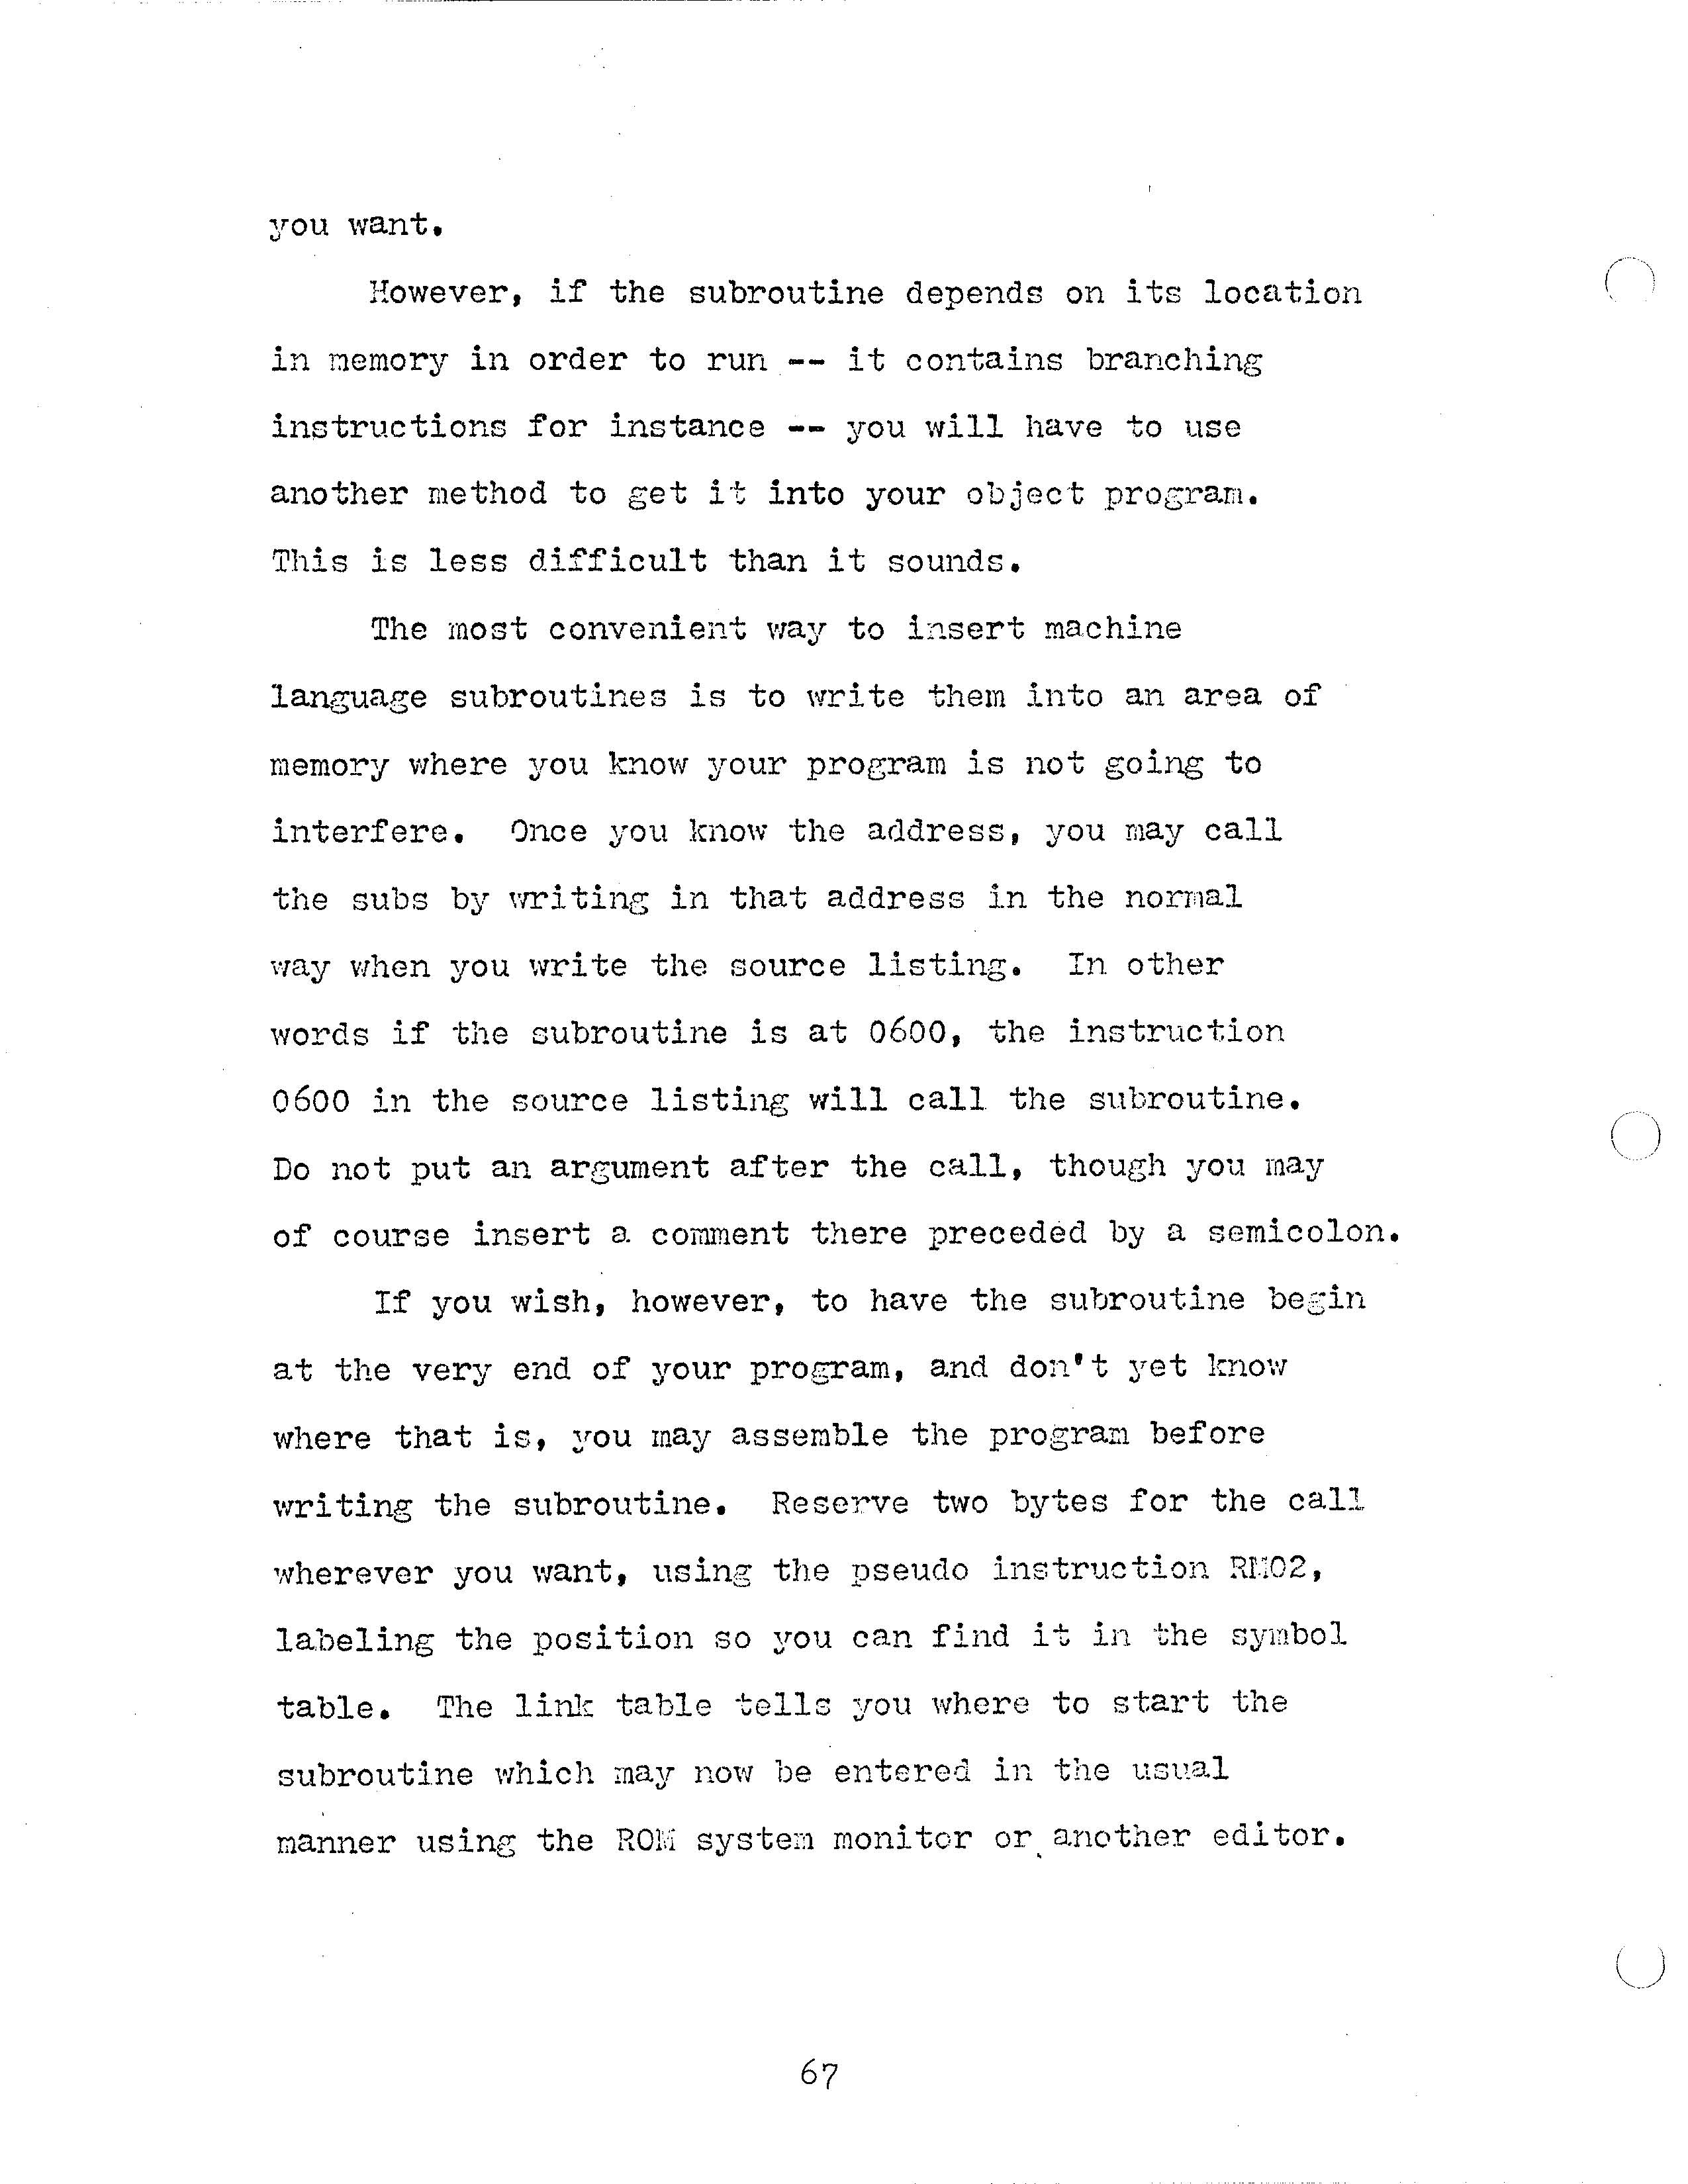 you want.
However, if the subroutine depends on its location
in memory in order to run -- it contains branching
instructions for instance -- you will have to use
another method to get it into your object program.
This is less difficult than it sounds.
The most convenient way to insert machine
language subroutines is to write them into an area of
memory where you know your program is not going to
interfere.  Once you know the address, you may call
the subs by writing in that address in the normal
way when you write the source listing.  In other
words if the subroutine is at 0600, the instruction
0600 in the source listing will call the subroutine.
Do not put an argument after the call, though you may
of course insert a comment there preceded by a semicolon.
If you wish, however, to have the subroutine begin
at the very end of your program, and don't yet know
where that is, you may assemble the program before
writing the subroutine.  Reserve two bytes for the call
wherever you want, using the pseudo instruction RM02,
labeling the position so you can find it in the symbol
table.  The link table tells you where to start the
subroutine which may now be entered in the usual
manner using the ROM system monitor or another editor.
67